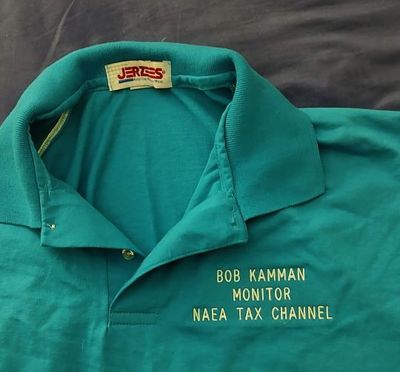 JERZEES
BOB KAMMAN
MONITOR
NAEA TAX CHANNEL